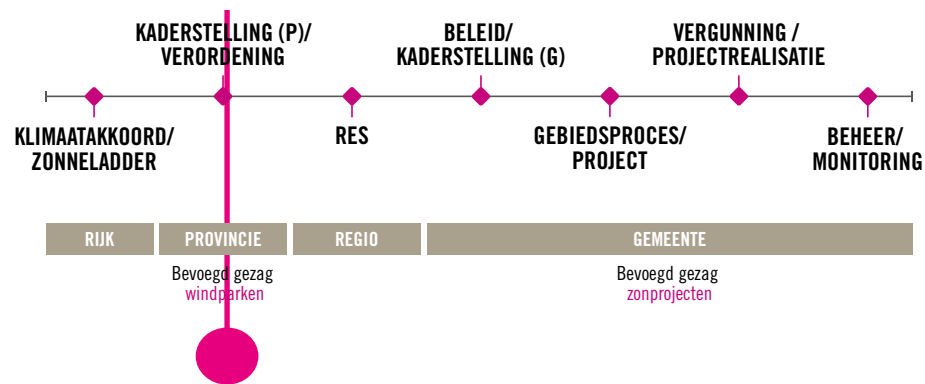 KADERSTELLING (P)/
VERORDENING
BELEID/
KADERSTELLING (G)
VERGUNNING /
PROJECTREALISATIE
KLIMAATAKKOORD/
ZONNELADDER
RES
GEBIEDSPROCES/
PROJECT
BEHEER/
MONITORING
RIJK
PROVINCIE
REGIO
GEMEENTE
Bevoegd gezag
windparken
Bevoegd gezag
zonprojecten